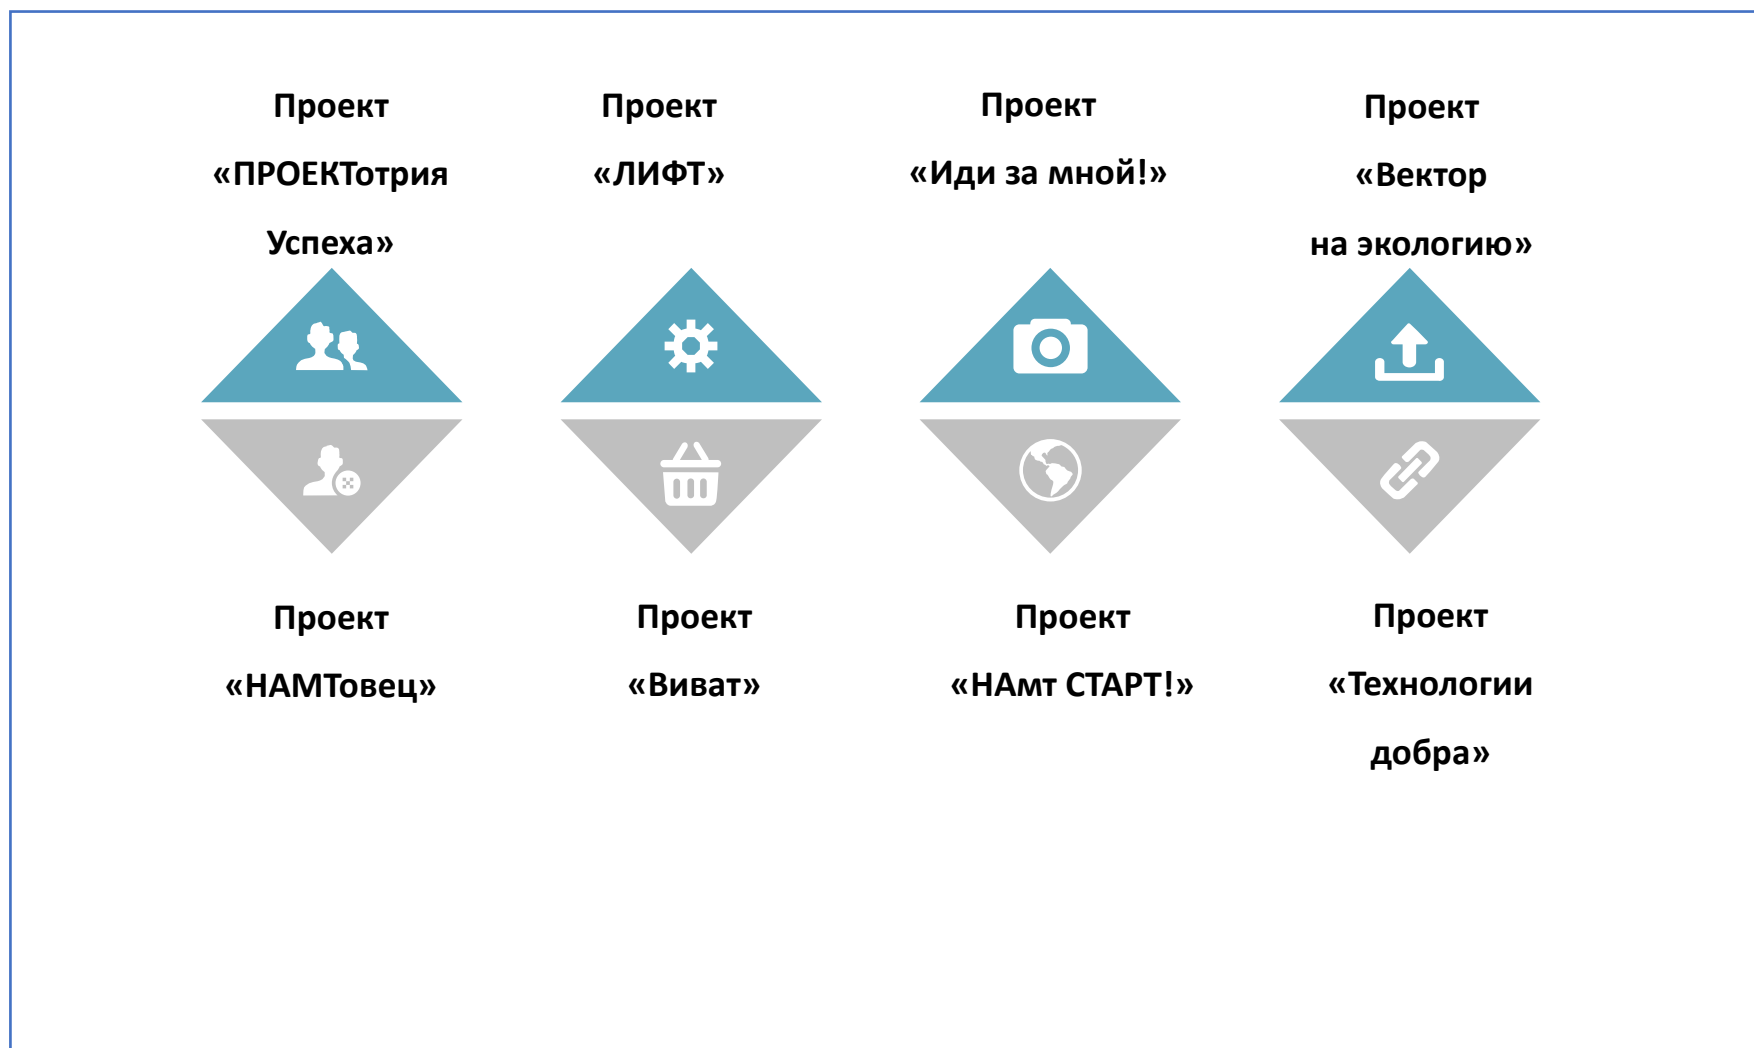 Проект
«ПРОЕКТотрия
Успеха»
Проект
«ЛИФТ»
Проект
«Иди за мной!»
Проект
«Вектор
на экологию»
Проект
«НАМТовец»
Проект
«Виват»
Проект
«НАмт СТАРТ!»
Проект
«Технологии
добра»